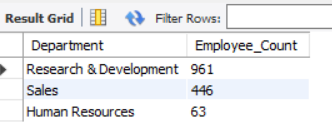 Result Grid Filter Rows:
Department Employee_Count
Research & Development 961
Sales 446
Human Resources 63